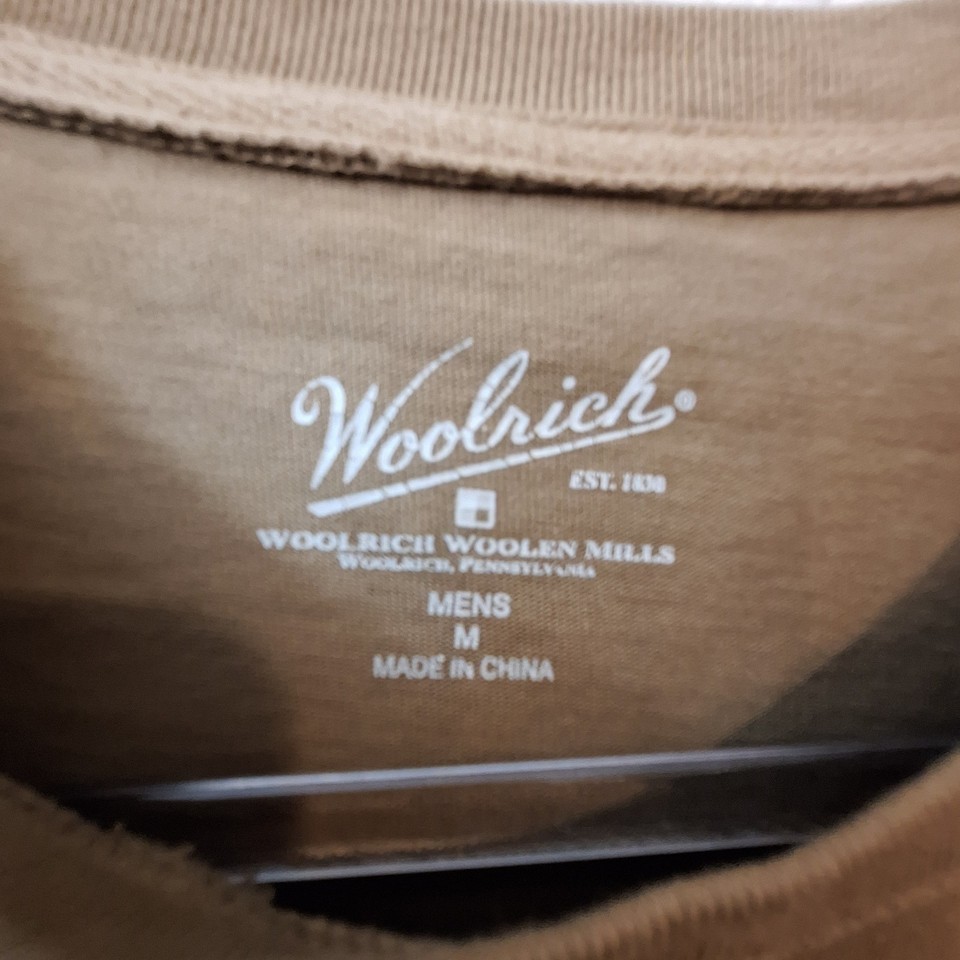 Woolrich®
EST. 1830
WOOLRICH WOOLEN MILLS
WOOLRICH, PENNSYLVANIA
MENS
M
MADE IN CHINA